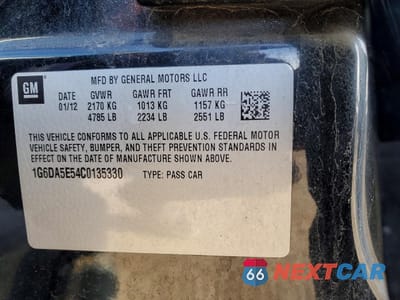 GM
MFD BY GENERAL MOTORS LLC
DATE GVWR GAWR FRT GAWR RR
01/12 2170 KG 1013 KG 1157 KG
4785 LB 2234 LB 2551 LB
THIS VEHICLE CONFORMS TO ALL APPLICABLE U.S. FEDERAL MOTOR
VEHICLE SAFETY, BUMPER, AND THEFT PREVENTION STANDARDS IN
EFFECT ON THE DATE OF MANUFACTURE SHOWN ABOVE.
1G6DA5E54C0135330 TYPE: PASS CAR
66 NEXTCAR